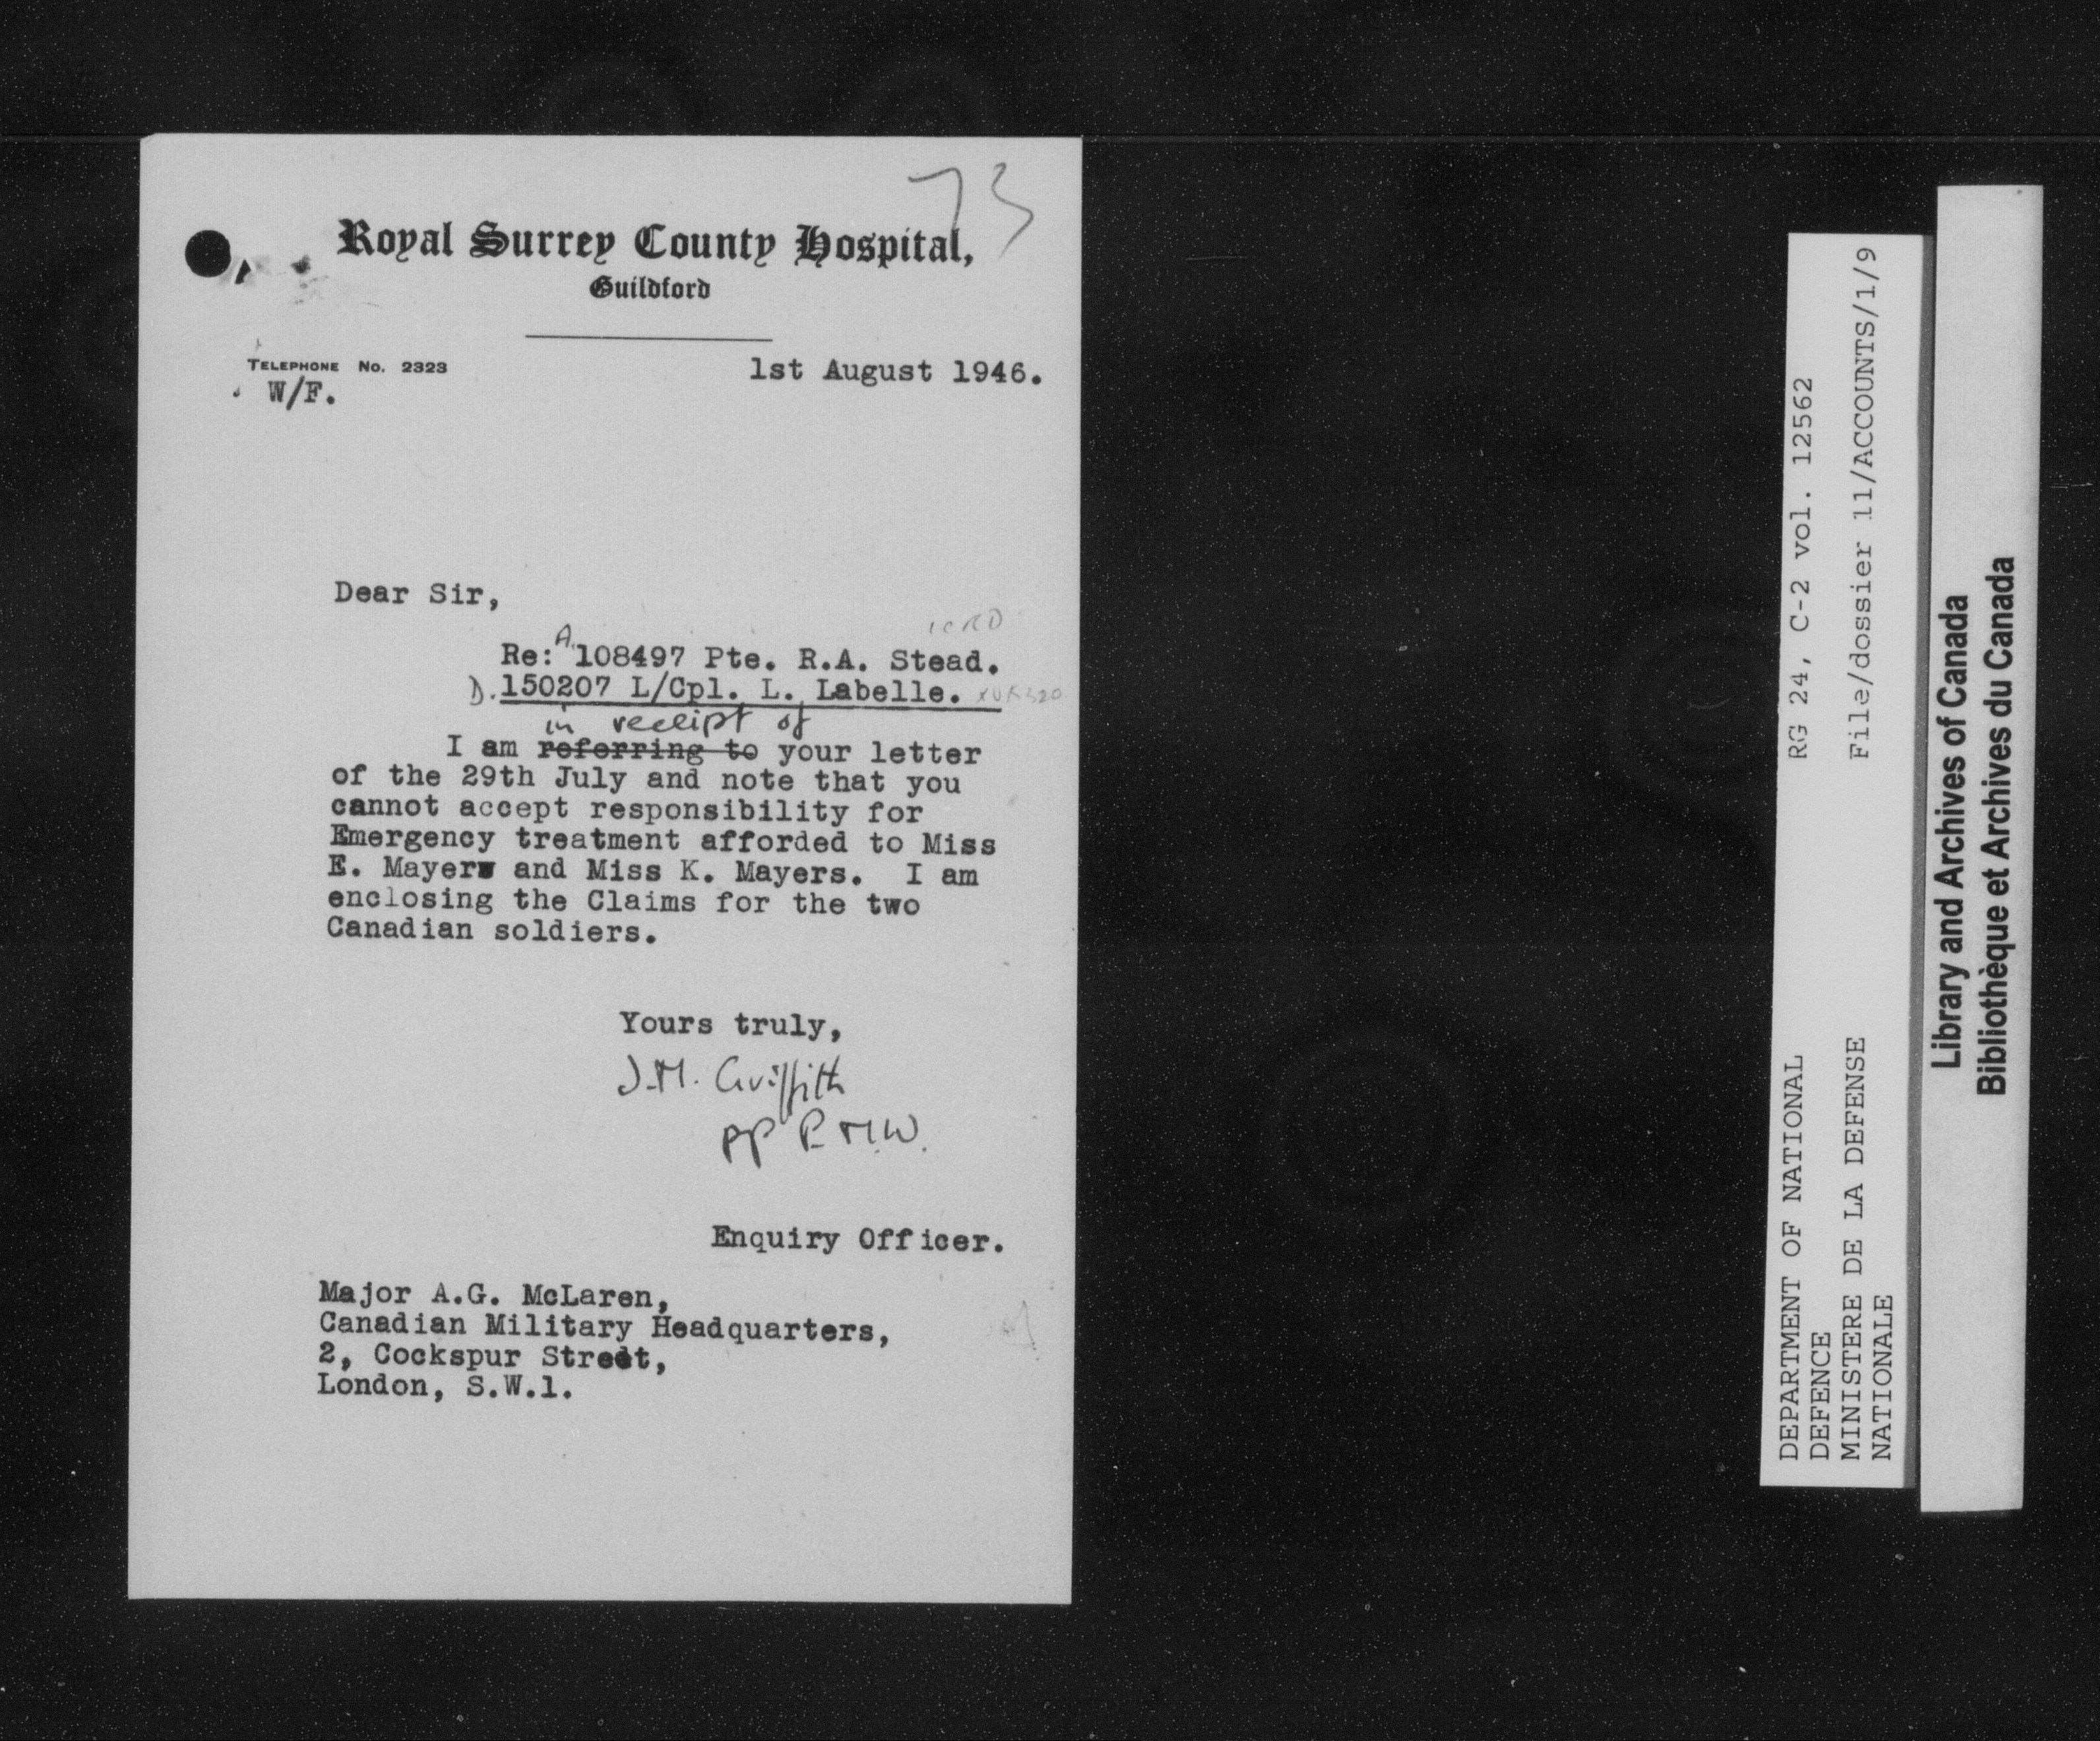 73
Royal Surrey County Hospital,
Guildford
TELEPHONE No. 2323
1st August 1946.
W/F.
Dear Sir,
Re: A.108497 Pte. R.A. Stead.
D.150207 L/Cpl. L. Labelle.
in receipt of
I am referring to your letter
of the 29th July and note that you
cannot accept responsibility for
Emergency treatment afforded to Miss
E. Mayers and Miss K. Mayers. I am
enclosing the Claims for the two
Canadian soldiers.
Yours truly,
J.M. Griffith
pp R.M.W.
Enquiry Officer.
Major A.G. McLaren,
Canadian Military Headquarters,
2, Cockspur Street,
London, S.W.1.
DEPARTMENT OF NATIONAL
DEFENCE
MINISTERE DE LA DEFENSE
NATIONALE
RG 24, C-2 vol. 12562
File/dossier 11/ACCOUNTS/1/9
Library and Archives of Canada
Bibliothèque et Archives du Canada